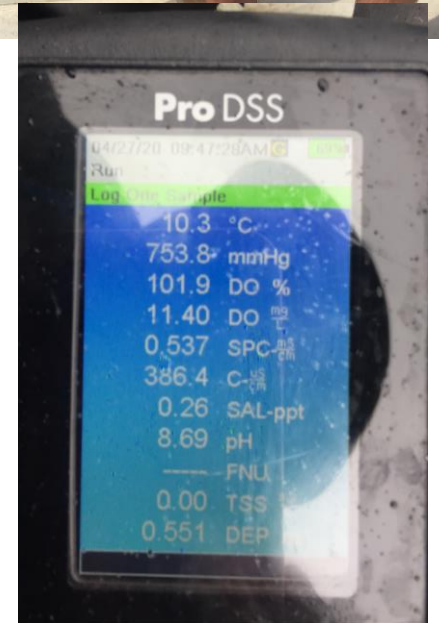 Pro DSS
04/27/20 09:47:28AM G
Run
Log One Sample
10.3 °C
753.8 mmHg
101.9 DO %
11.40 DO mg/L
0.537 SPC-mS/cm
386.4 C-uS/cm
0.26 SAL-ppt
8.69 pH
---- FNU
0.00 TSS
0.551 DEP